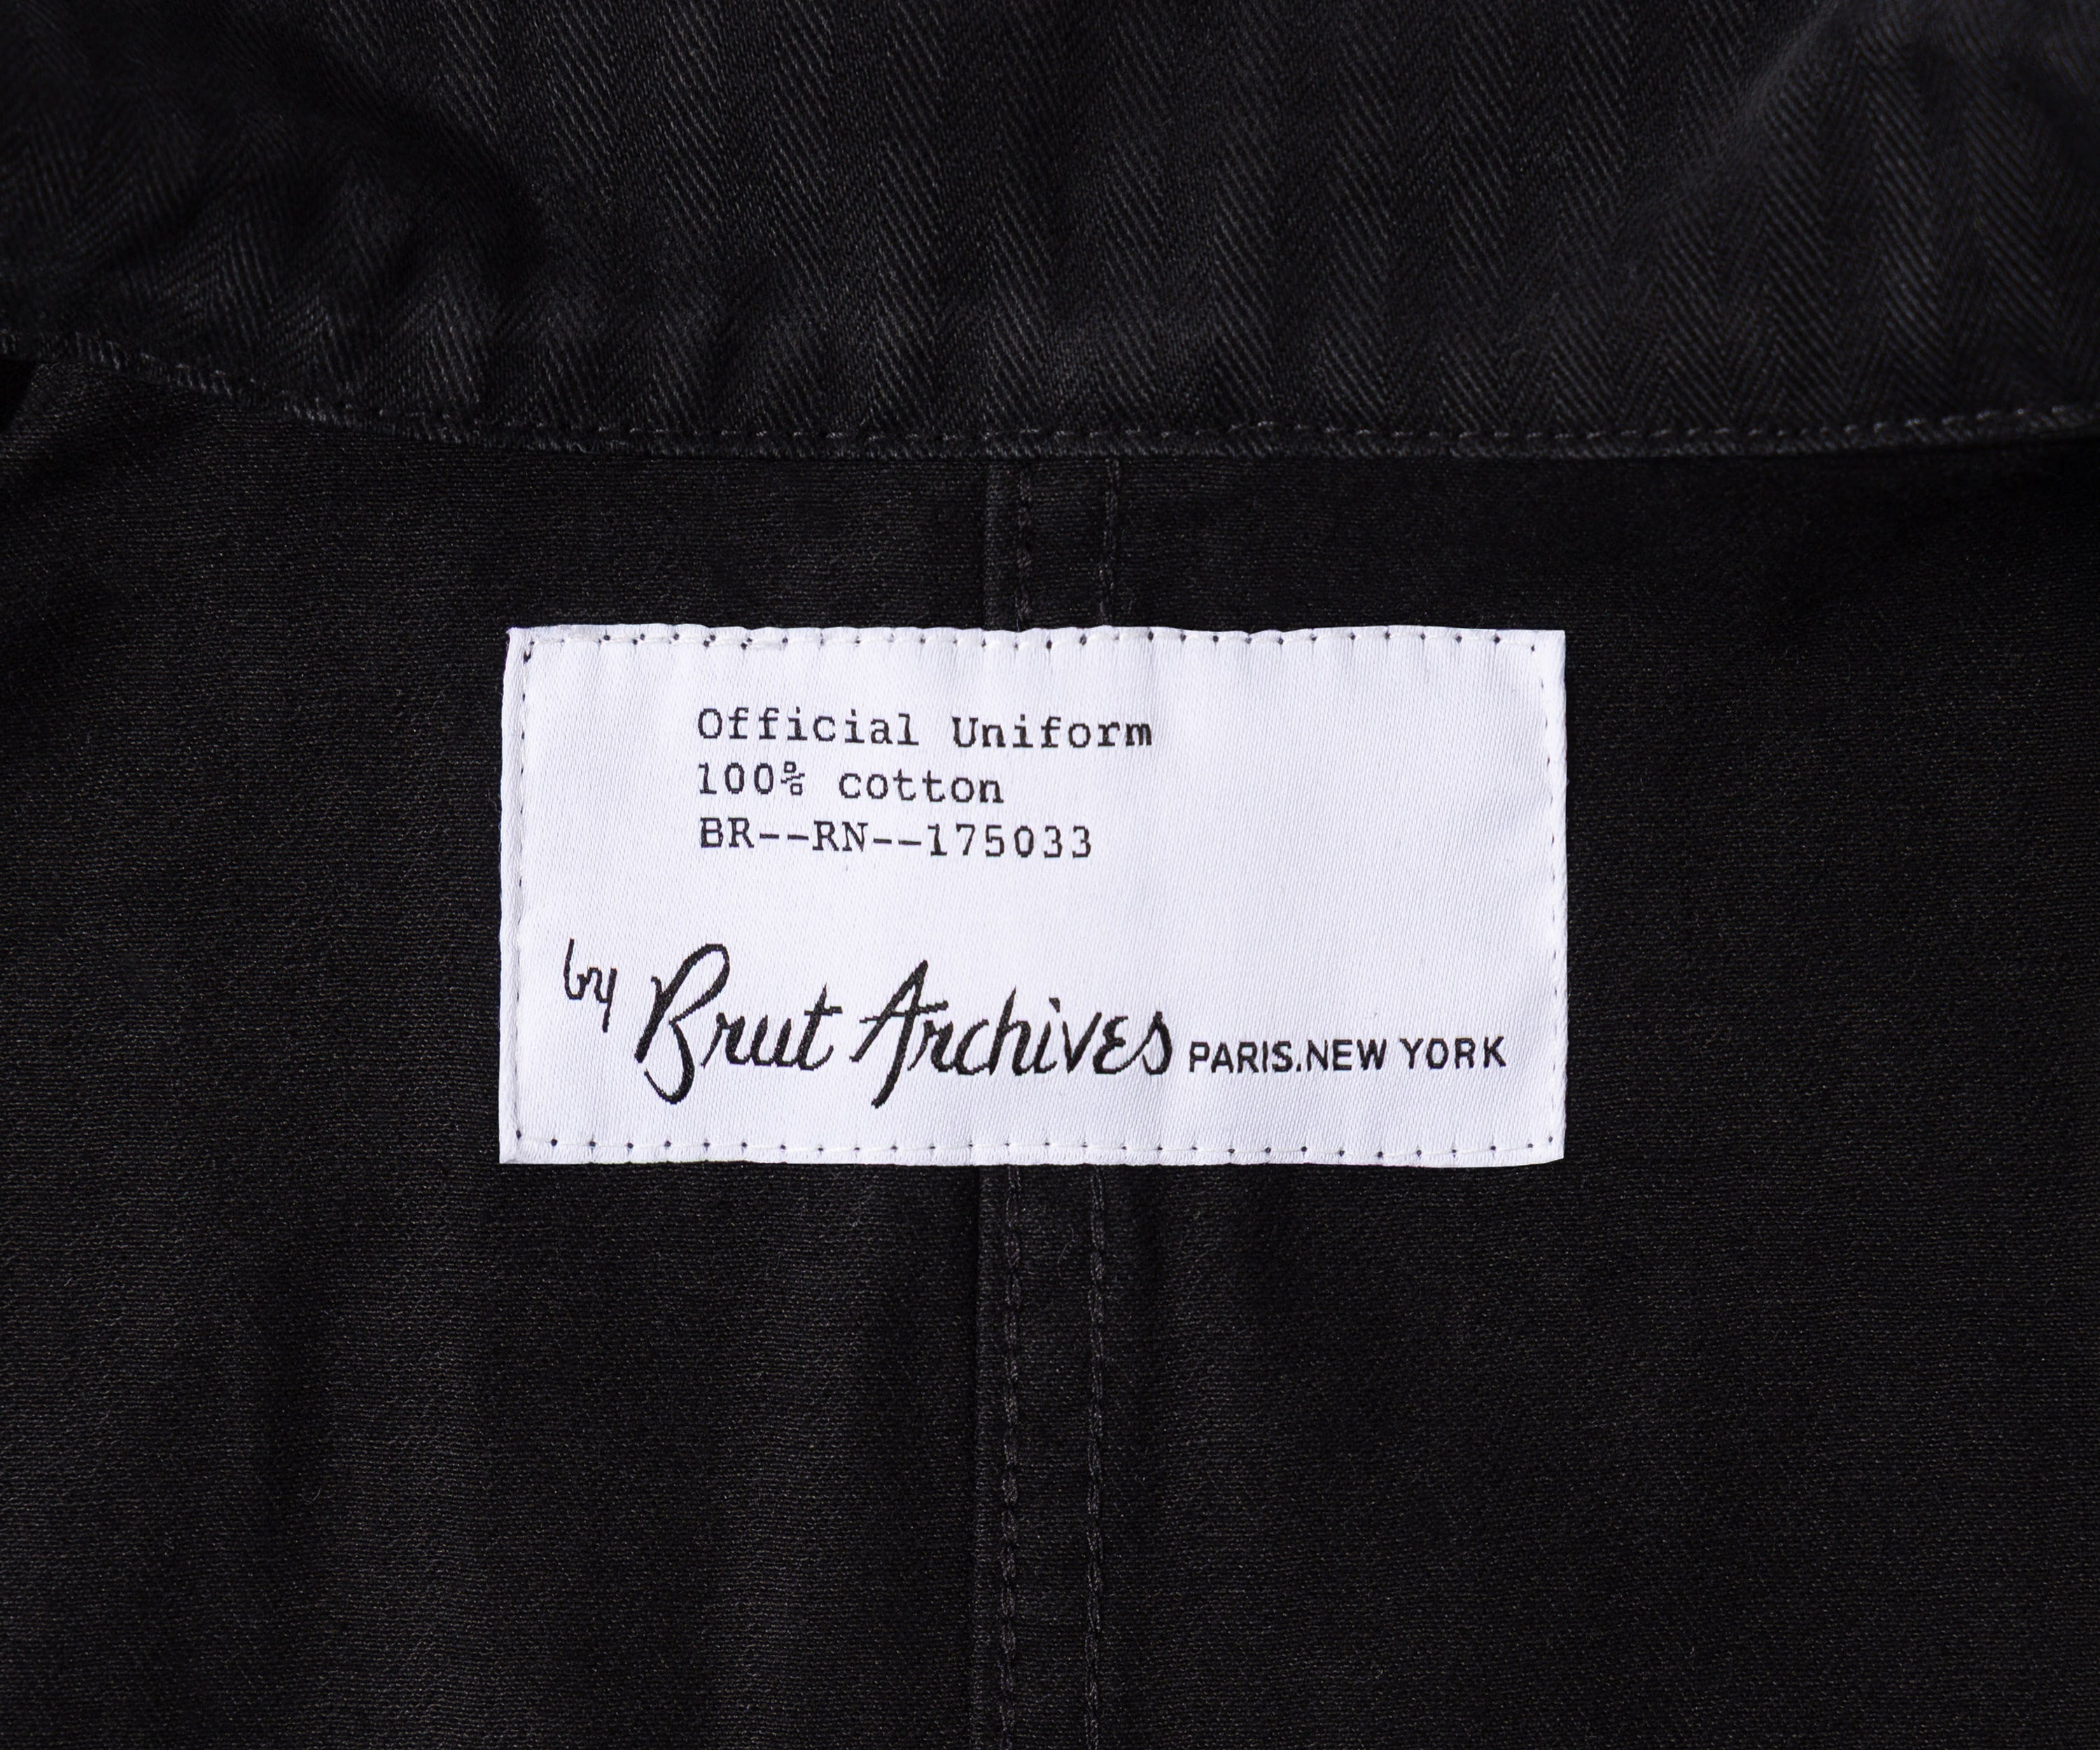 Official Uniform
100% cotton
BR--RN--175033
by Brut Archives PARIS.NEW YORK